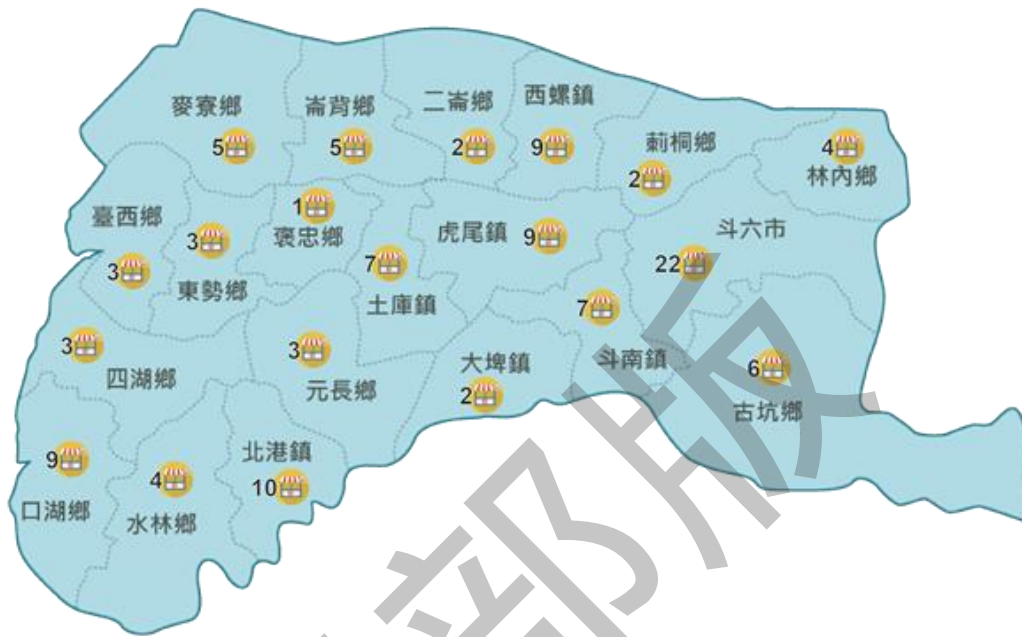 麥寮鄉
5
崙背鄉
5
二崙鄉
2
西螺鎮
9
莿桐鄉
2
4
林內鄉
臺西鄉
3
3
東勢鄉
1
褒忠鄉
7
土庫鎮
虎尾鎮
9
斗六市
22
3
四湖鄉
3
元長鄉
大埤鎮
2
7
斗南鎮
6
古坑鄉
9
口湖鄉
4
水林鄉
北港鎮
10
部版